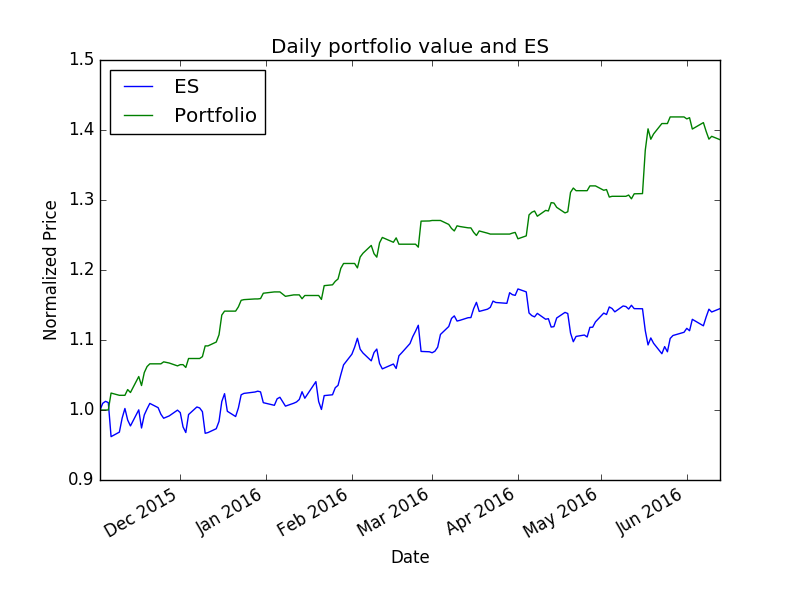 Daily portfolio value and ES
ES
Portfolio
1.5
1.4
1.3
1.2
1.1
1.0
0.9
Normalized Price
Dec 2015
Jan 2016
Feb 2016
Mar 2016
Apr 2016
May 2016
Jun 2016
Date